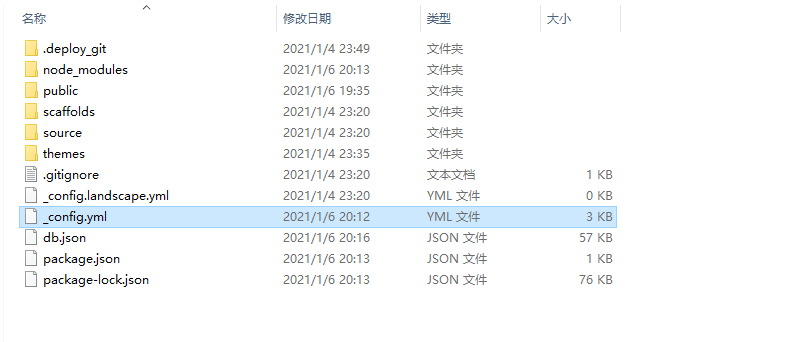 名称 修改日期 类型 大小
.deploy_git 2021/1/4 23:49 文件夹
node_modules 2021/1/6 20:13 文件夹
public 2021/1/6 19:35 文件夹
scaffolds 2021/1/4 23:20 文件夹
source 2021/1/4 23:20 文件夹
themes 2021/1/4 23:35 文件夹
.gitignore 2021/1/4 23:20 文本文档 1 KB
_config.landscape.yml 2021/1/4 23:20 YML 文件 0 KB
_config.yml 2021/1/6 20:12 YML 文件 3 KB
db.json 2021/1/6 20:16 JSON 文件 57 KB
package.json 2021/1/6 20:13 JSON 文件 1 KB
package-lock.json 2021/1/6 20:13 JSON 文件 76 KB